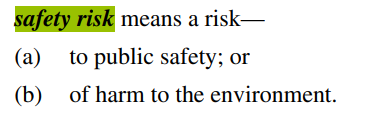 safety risk means a risk—
(a) to public safety; or
(b) of harm to the environment.